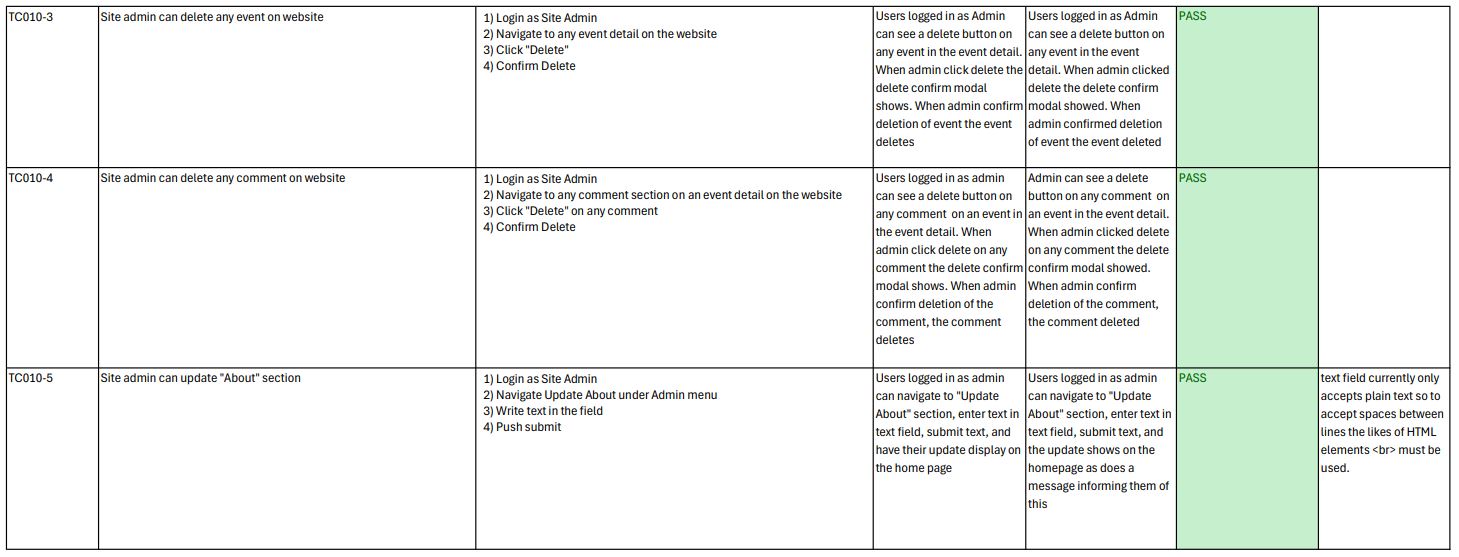 TC010-3
Site admin can delete any event on website
1) Login as Site Admin
2) Navigate to any event detail on the website
3) Click "Delete"
4) Confirm Delete
Users logged in as Admin
can see a delete button on
any event in the event detail.
When admin click delete the
delete confirm modal
shows. When admin confirm
deletion of event the event
deletes
Users logged in as Admin
can see a delete button on
any event in the event
detail. When admin clicked
delete the delete confirm
modal showed. When
admin confirmed deletion
of event the event deleted
PASS
TC010-4
Site admin can delete any comment on website
1) Login as Site Admin
2) Navigate to any comment section on an event detail on the website
3) Click "Delete" on any comment
4) Confirm Delete
Users logged in as admin
can see a delete button on
any comment  on an event in
the event detail. When
admin click delete on any
comment the delete confirm
modal shows. When admin
confirm deletion of the
comment, the comment
deletes
Admin can see a delete
button on any comment  on
an event in the event detail.
When admin clicked delete
on any comment the delete
confirm modal showed.
When admin confirm
deletion of the comment,
the comment deleted
PASS
TC010-5
Site admin can update "About" section
1) Login as Site Admin
2) Navigate Update About under Admin menu
3) Write text in the field
4) Push submit
Users logged in as admin
can navigate to "Update
About" section, enter text in
text field, submit text, and
have their update display on
the home page
Users logged in as admin
can navigate to "Update
About" section, enter text in
text field, submit text, and
the update shows on the
homepage as does a
message informing them of
this
PASS
text field currently only
accepts plain text so to
accept spaces between
lines the likes of HTML
elements <br> must be
used.